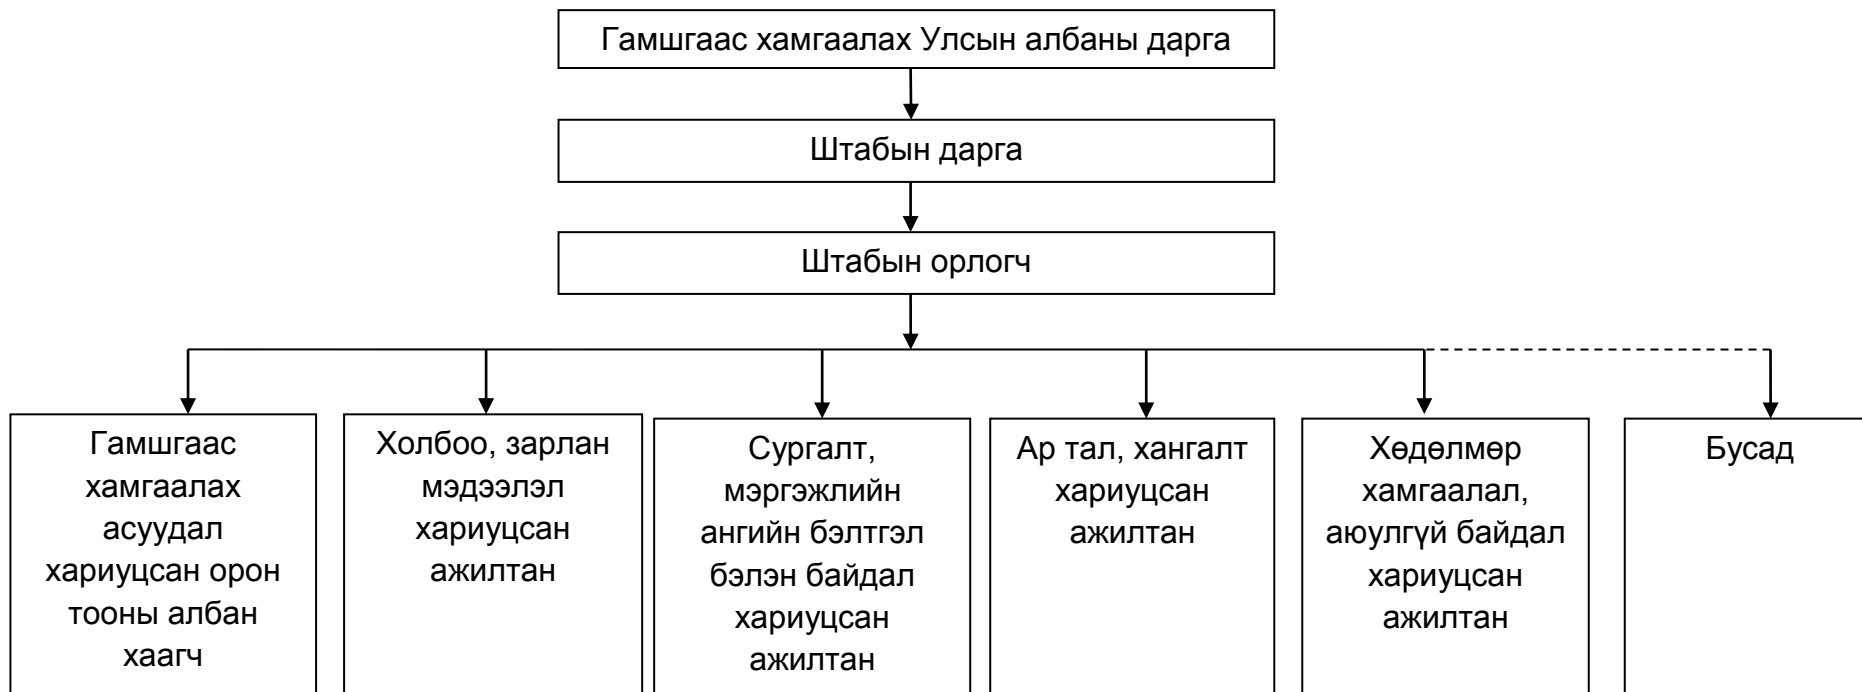 Гамшгаас хамгаалах Улсын албаны дарга
Штабын дарга
Штабын орлогч
Гамшгаас
хамгаалах
асуудал
хариуцсан орон
тооны албан
хаагч
Холбоо, зарлан
мэдээлэл
хариуцсан
ажилтан
Сургалт,
мэргэжлийн
ангийн бэлтгэл
бэлэн байдал
хариуцсан
ажилтан
Ар тал, хангалт
хариуцсан
ажилтан
Хөдөлмөр
хамгаалал,
аюулгүй байдал
хариуцсан
ажилтан
Бусад